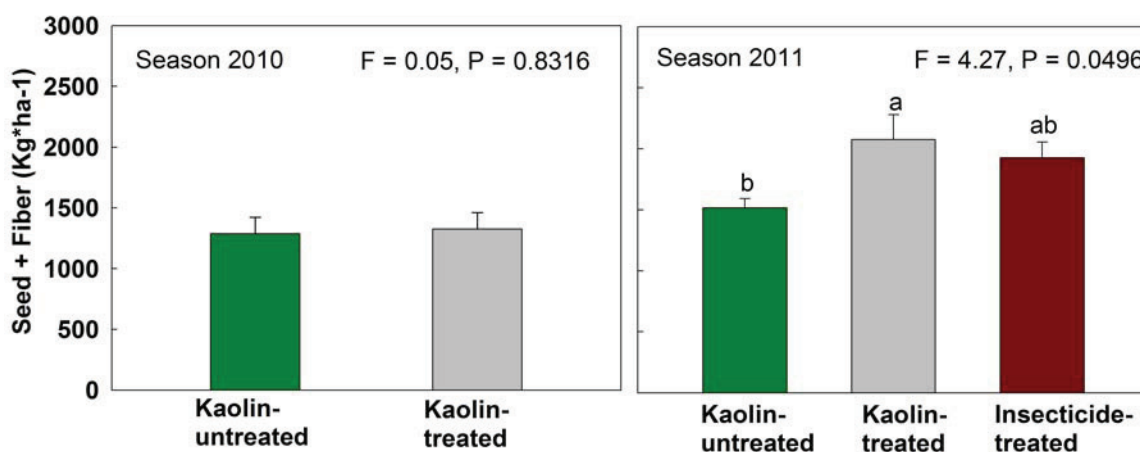 Seed + Fiber (Kg*ha-1)
3000
2500
2000
1500
1000
500
0
Season 2010
F = 0.05, P = 0.8316
Kaolin-
untreated
Kaolin-
treated
Season 2011
F = 4.27, P = 0.0496
b
a
ab
Kaolin-
untreated
Kaolin-
treated
Insecticide-
treated